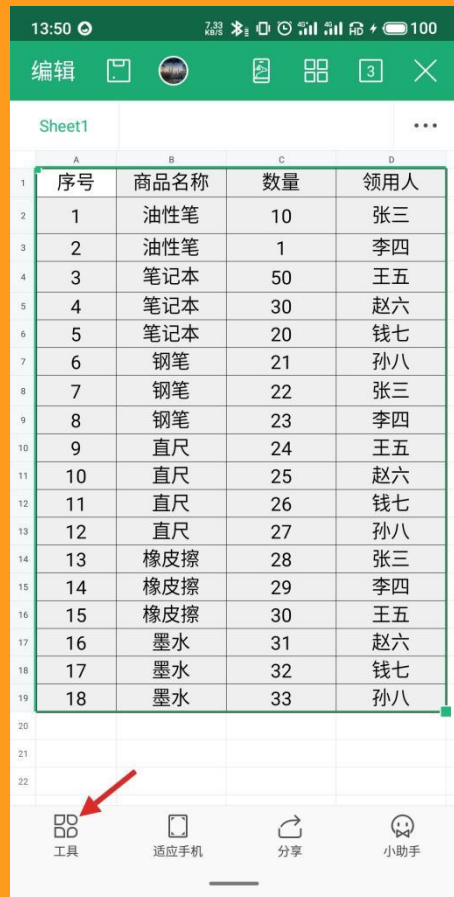 13:50 7.33 KB/S 4G 4G HD 100
编辑 3
Sheet1 ...
A B C D
1 序号 商品名称 数量 领用人
2 1 油性笔 10 张三
3 2 油性笔 1 李四
4 3 笔记本 50 王五
5 4 笔记本 30 赵六
6 5 笔记本 20 钱七
7 6 钢笔 21 孙八
8 7 钢笔 22 张三
9 8 钢笔 23 李四
10 9 直尺 24 王五
11 10 直尺 25 赵六
12 11 直尺 26 钱七
13 12 直尺 27 孙八
14 13 橡皮擦 28 张三
15 14 橡皮擦 29 李四
16 15 橡皮擦 30 王五
17 16 墨水 31 赵六
18 17 墨水 32 钱七
19 18 墨水 33 孙八
20
21
22
工具 适应手机 分享 小助手